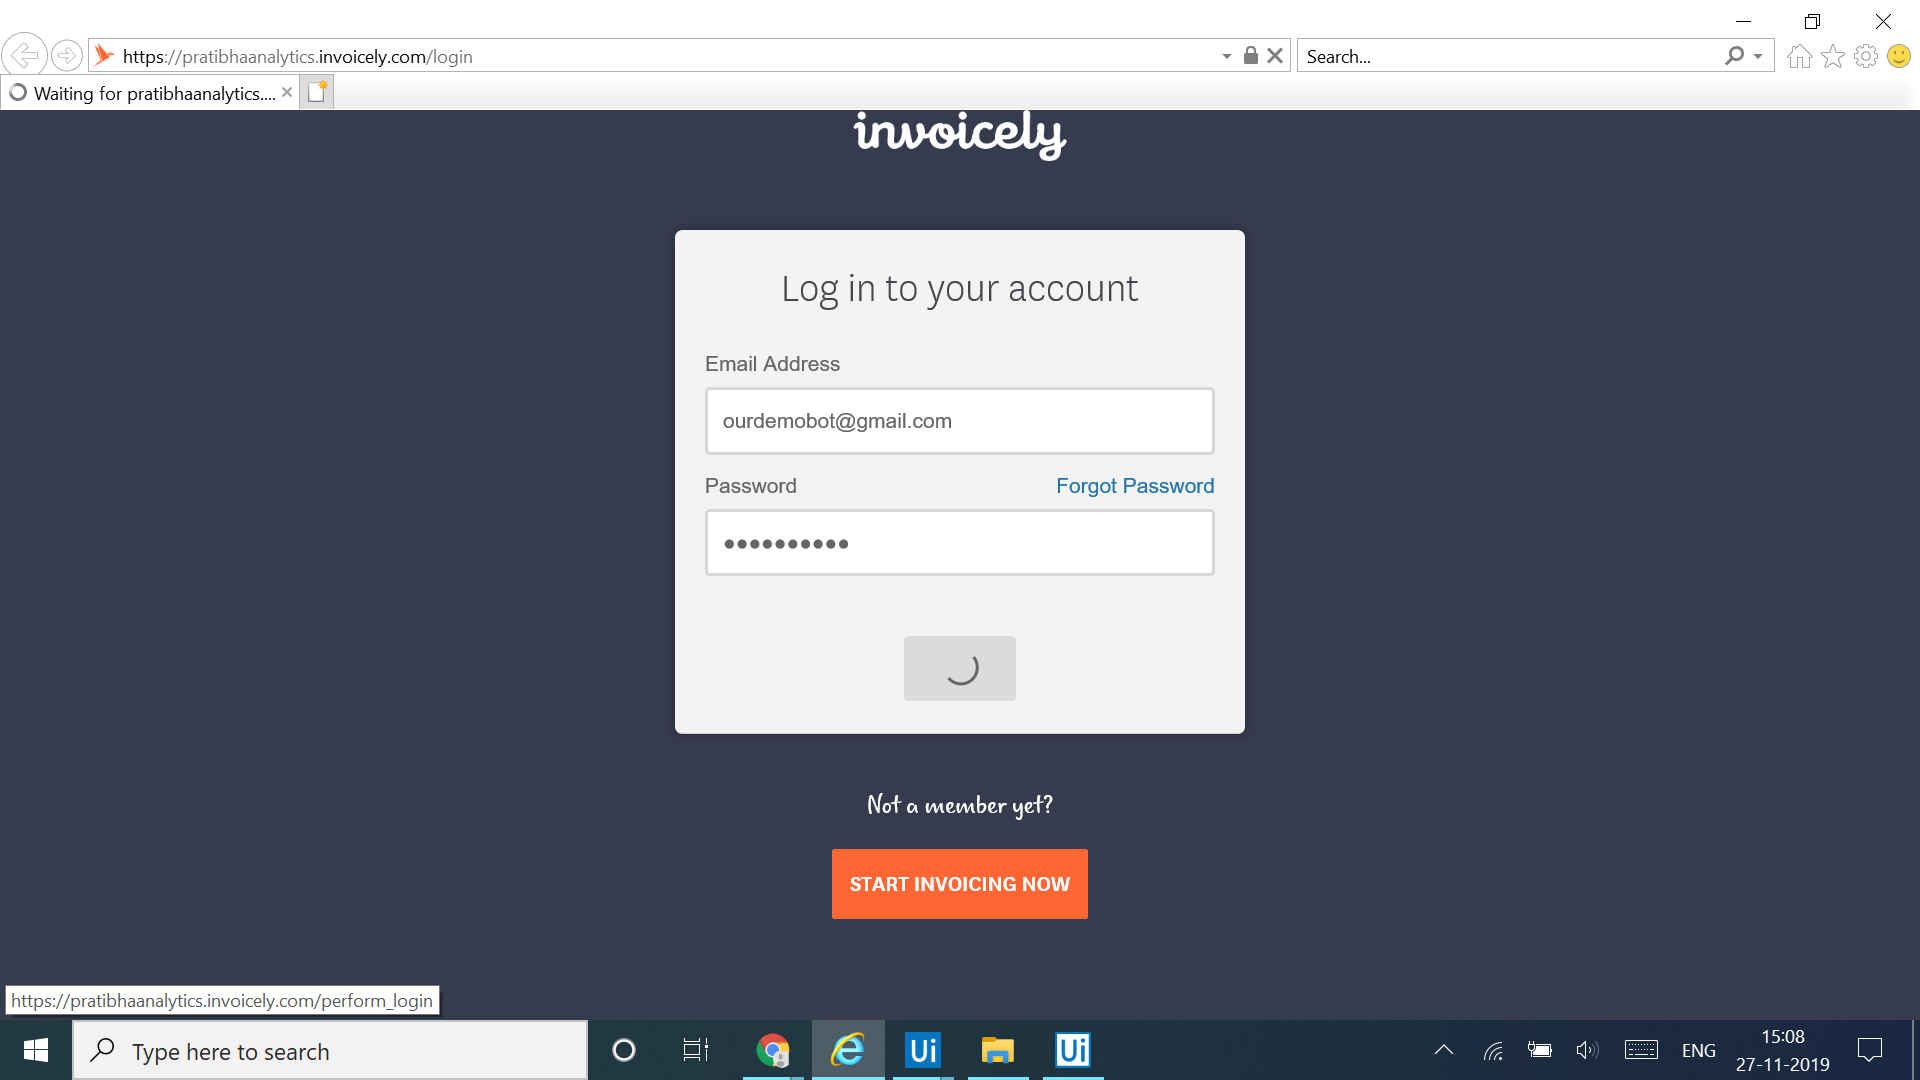 https://pratibhaanalytics.invoicely.com/login
Search...
Waiting for pratibhaanalytics....
invoicely
Log in to your account
Email Address
ourdemobot@gmail.com
Password
Forgot Password
••••••••••
Not a member yet?
START INVOICING NOW
https://pratibhaanalytics.invoicely.com/perform_login
Type here to search
Ui
Ui
ENG
15:08
27-11-2019